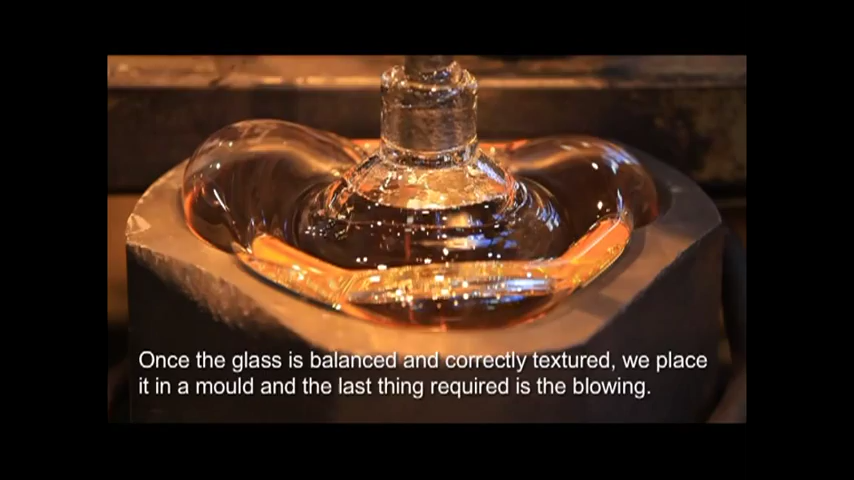 Once the glass is balanced and correctly textured, we place
it in a mould and the last thing required is the blowing.